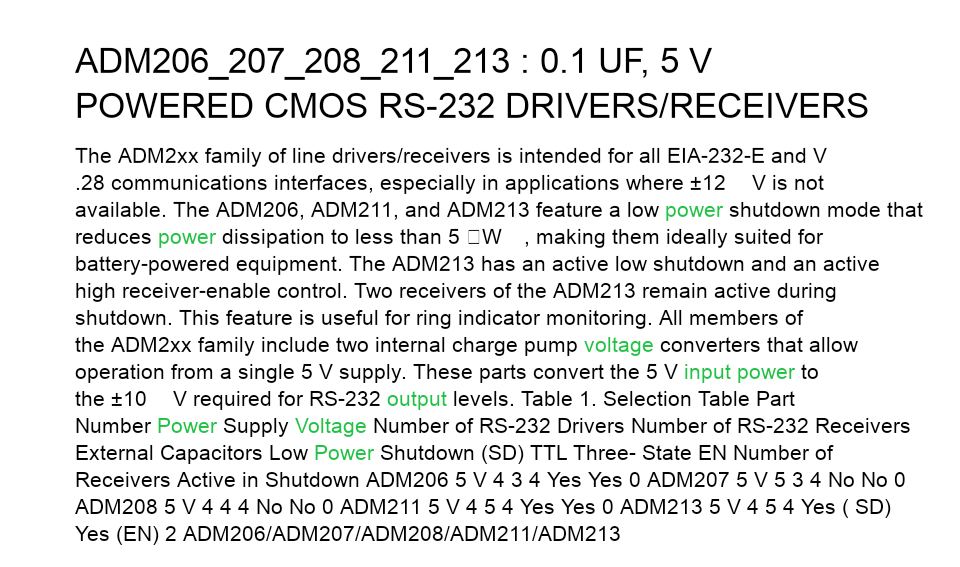 ADM206_207_208_211_213 : 0.1 UF, 5 V
POWERED CMOS RS-232 DRIVERS/RECEIVERS
The ADM2xx family of line drivers/receivers is intended for all EIA-232-E and V
.28 communications interfaces, especially in applications where ±12 V is not
available. The ADM206, ADM211, and ADM213 feature a low power shutdown mode that
reduces power dissipation to less than 5 □W , making them ideally suited for
battery-powered equipment. The ADM213 has an active low shutdown and an active
high receiver-enable control. Two receivers of the ADM213 remain active during
shutdown. This feature is useful for ring indicator monitoring. All members of
the ADM2xx family include two internal charge pump voltage converters that allow
operation from a single 5 V supply. These parts convert the 5 V input power to
the ±10 V required for RS-232 output levels. Table 1. Selection Table Part
Number Power Supply Voltage Number of RS-232 Drivers Number of RS-232 Receivers
External Capacitors Low Power Shutdown (SD) TTL Three- State EN Number of
Receivers Active in Shutdown ADM206 5 V 4 3 4 Yes Yes 0 ADM207 5 V 5 3 4 No No 0
ADM208 5 V 4 4 4 No No 0 ADM211 5 V 4 5 4 Yes Yes 0 ADM213 5 V 4 5 4 Yes ( SD)
Yes (EN) 2 ADM206/ADM207/ADM208/ADM211/ADM213